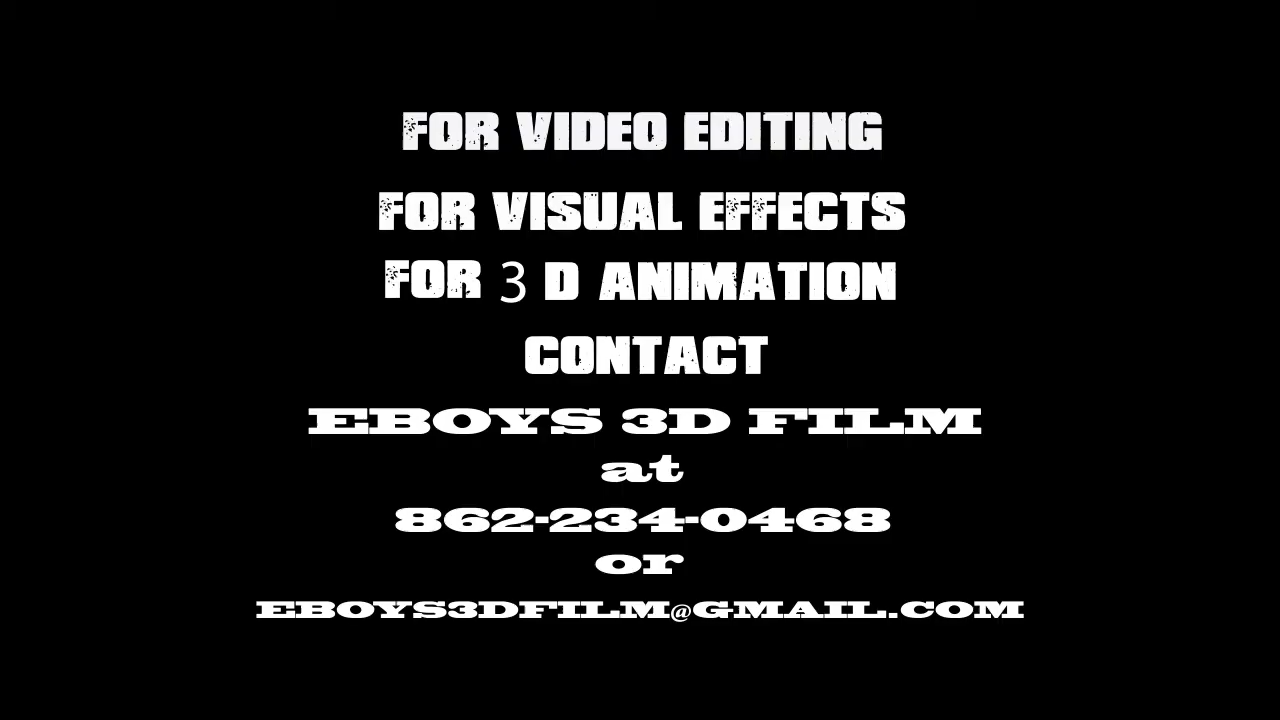 FOR VIDEO EDITING
FOR VISUAL EFFECTS
FOR 3 D ANIMATION
CONTACT
EBOYS 3D FILM
at
862-234-0468
or
EBOYS3DFILM@GMAIL.COM